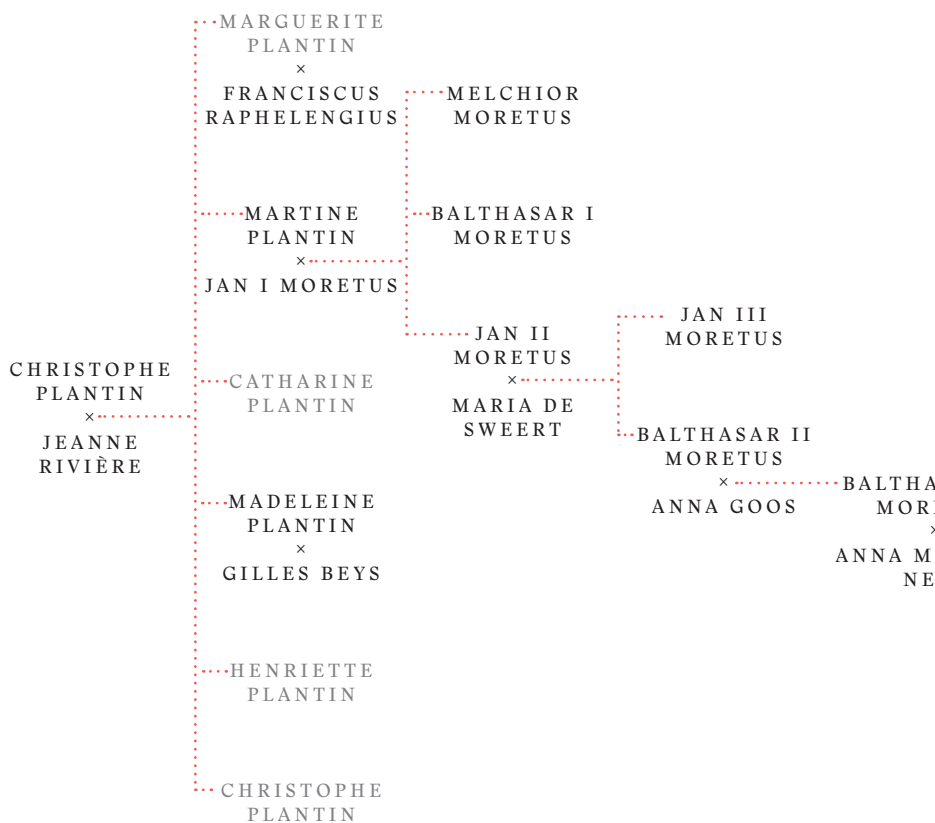 MARGUERITE
PLANTIN
×
FRANCISCUS
RAPHELENGIUS
MELCHIOR
MORETUS
MARTINE
PLANTIN
×
JAN I MORETUS
BALTHASAR I
MORETUS
JAN II
MORETUS
×
MARIA DE
SWEERT
JAN III
MORETUS
CHRISTOPHE
PLANTIN
×
JEANNE
RIVIÈRE
CATHARINE
PLANTIN
BALTHASAR II
MORETUS
×
ANNA GOOS
MADELEINE
PLANTIN
×
GILLES BEYS
ANNA
HENRIETTE
PLANTIN
CHRISTOPHE
PLANTIN